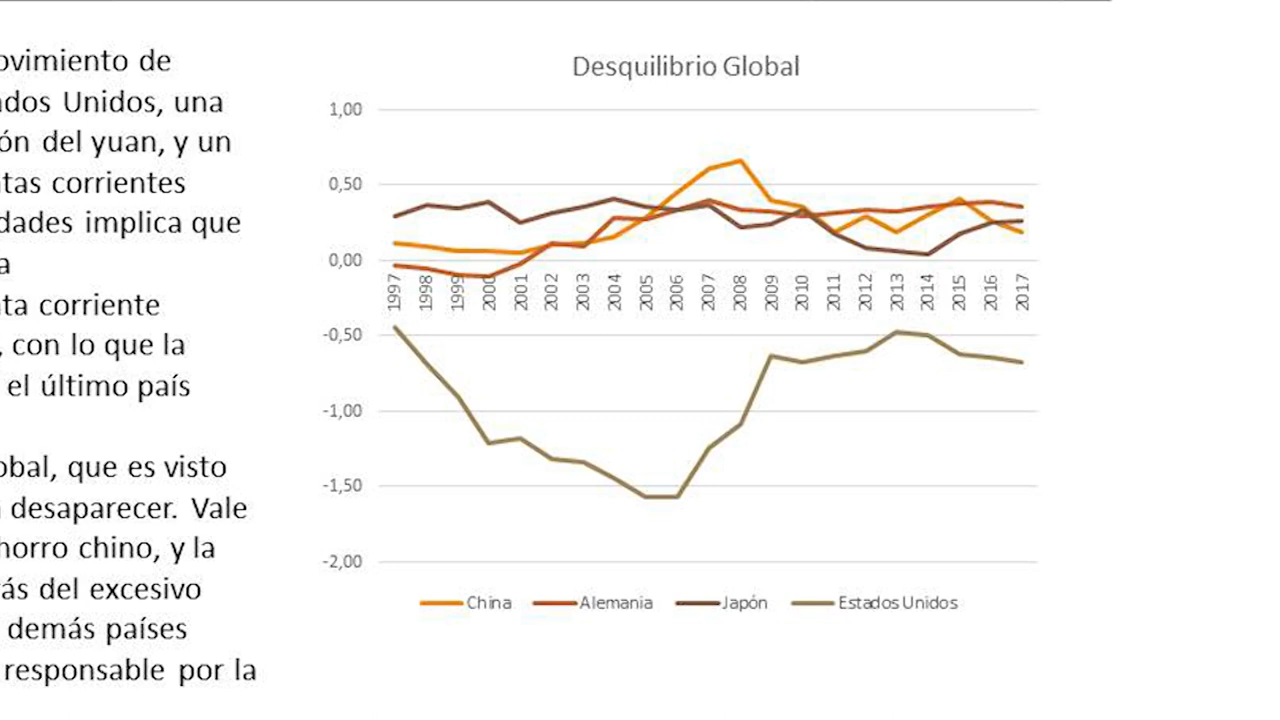 ovimiento de
ados Unidos, una
ón del yuan, y un
ntas corrientes
dades implica que
a
nta corriente
, con lo que la
el último país
obal, que es visto
a desaparecer. Vale
horro chino, y la
ás del excesivo
demás países
responsable por la
Desquilibrio Global
1,00
0,50
0,00
-0,50
-1,00
-1,50
-2,00
1997 1998 1999 2000 2001 2002 2003 2004 2005 2006 2007 2008 2009 2010 2011 2012 2013 2014 2015 2016 2017
China Alemania Japón Estados Unidos